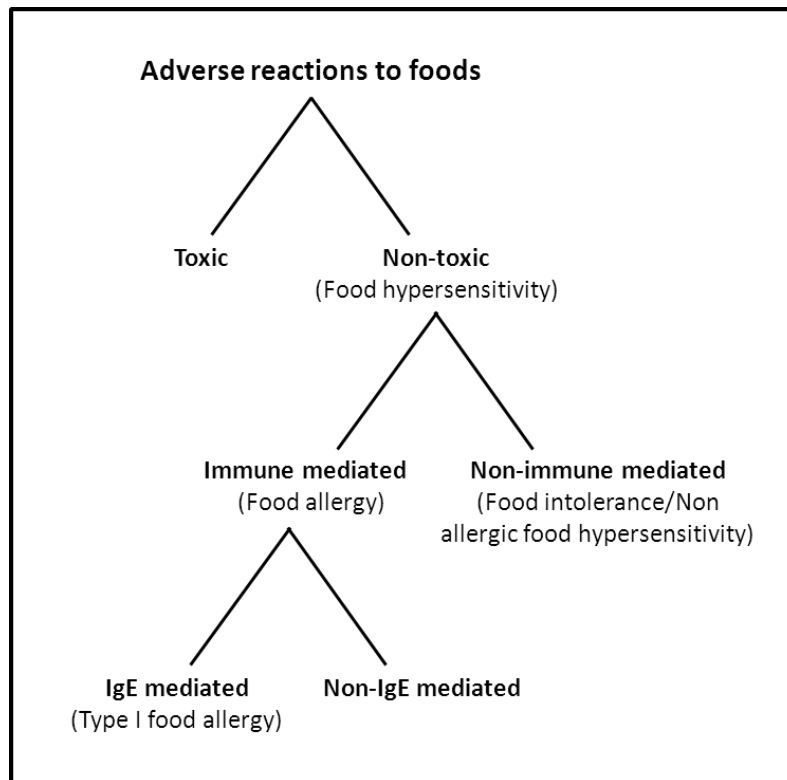 Adverse reactions to foods
Toxic
Non-toxic
(Food hypersensitivity)
Immune mediated
(Food allergy)
Non-immune mediated
(Food intolerance/Non
allergic food hypersensitivity)
IgE mediated
(Type I food allergy)
Non-IgE mediated